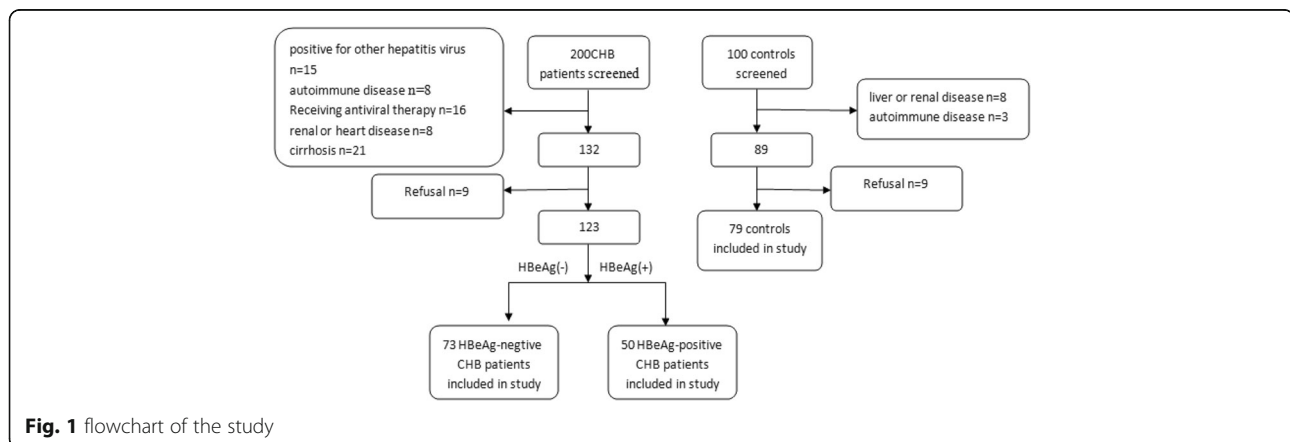 positive for other hepatitis virus
n=15
autoimmune disease n=8
Receiving antiviral therapy n=16
renal or heart disease n=8
cirrhosis n=21
200CHB
patients screened
100 controls
screened
liver or renal disease n=8
autoimmune disease n=3
132
89
Refusal n=9
Refusal n=9
123
79 controls
included in study
HBeAg(-)
HBeAg(+)
73 HBeAg-negtive
CHB patients
included in study
50 HBeAg-positive
CHB patients
included in study
Fig. 1 flowchart of the study